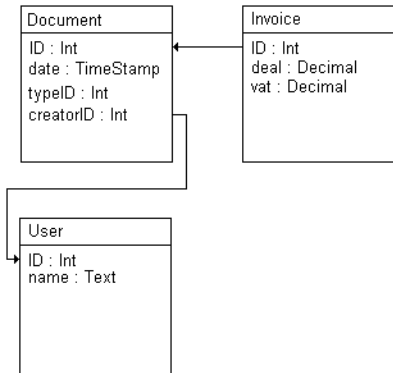 Document
ID : Int
date : TimeStamp
typeID : Int
creatorID : Int
Invoice
ID : Int
deal : Decimal
vat : Decimal
User
ID : Int
name : Text